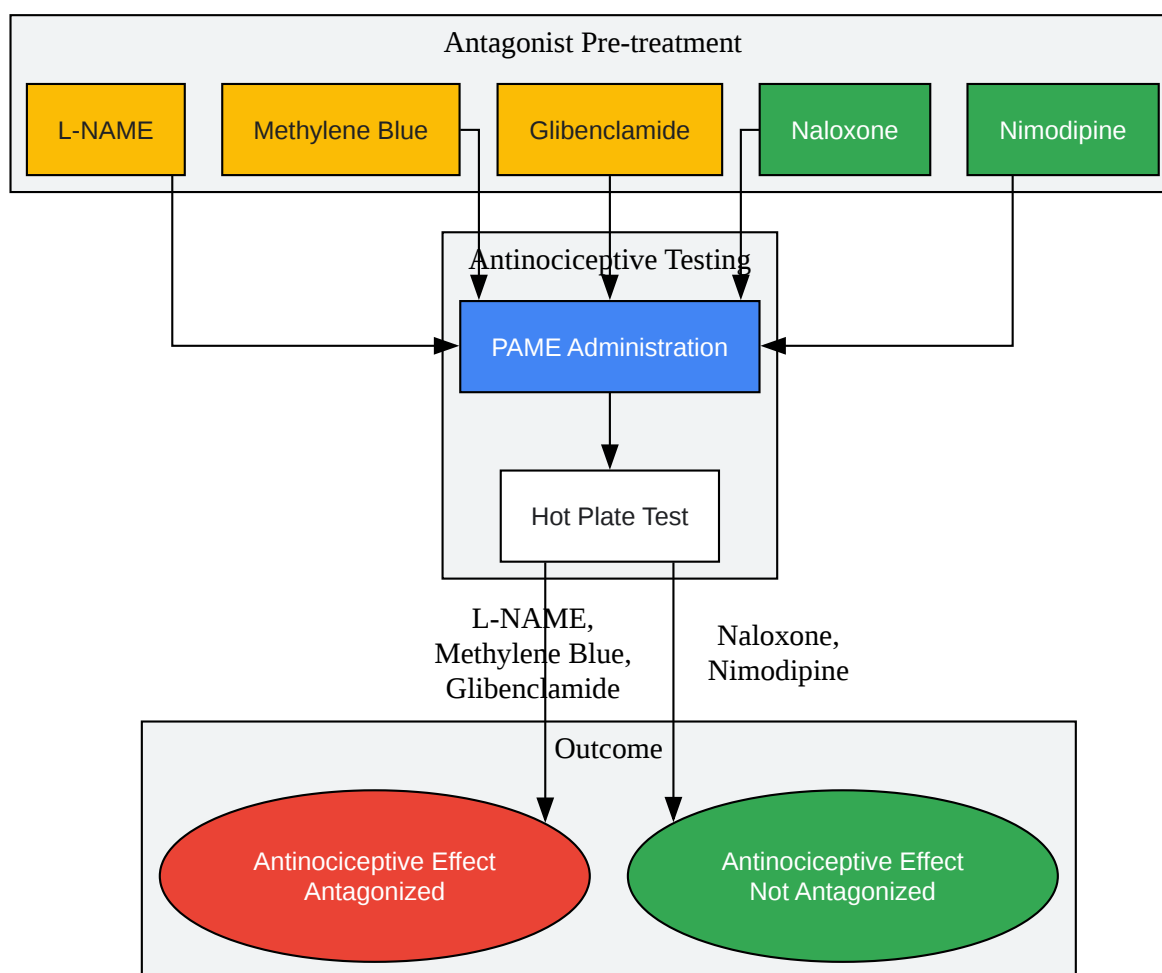 Antagonist Pre-treatment
L-NAME
Methylene Blue
Glibenclamide
Naloxone
Nimodipine
Antinociceptive Testing
PAME Administration
Hot Plate Test
L-NAME,
Methylene Blue,
Glibenclamide
Naloxone,
Nimodipine
Outcome
Antinociceptive Effect
Antagonized
Antinociceptive Effect
Not Antagonized